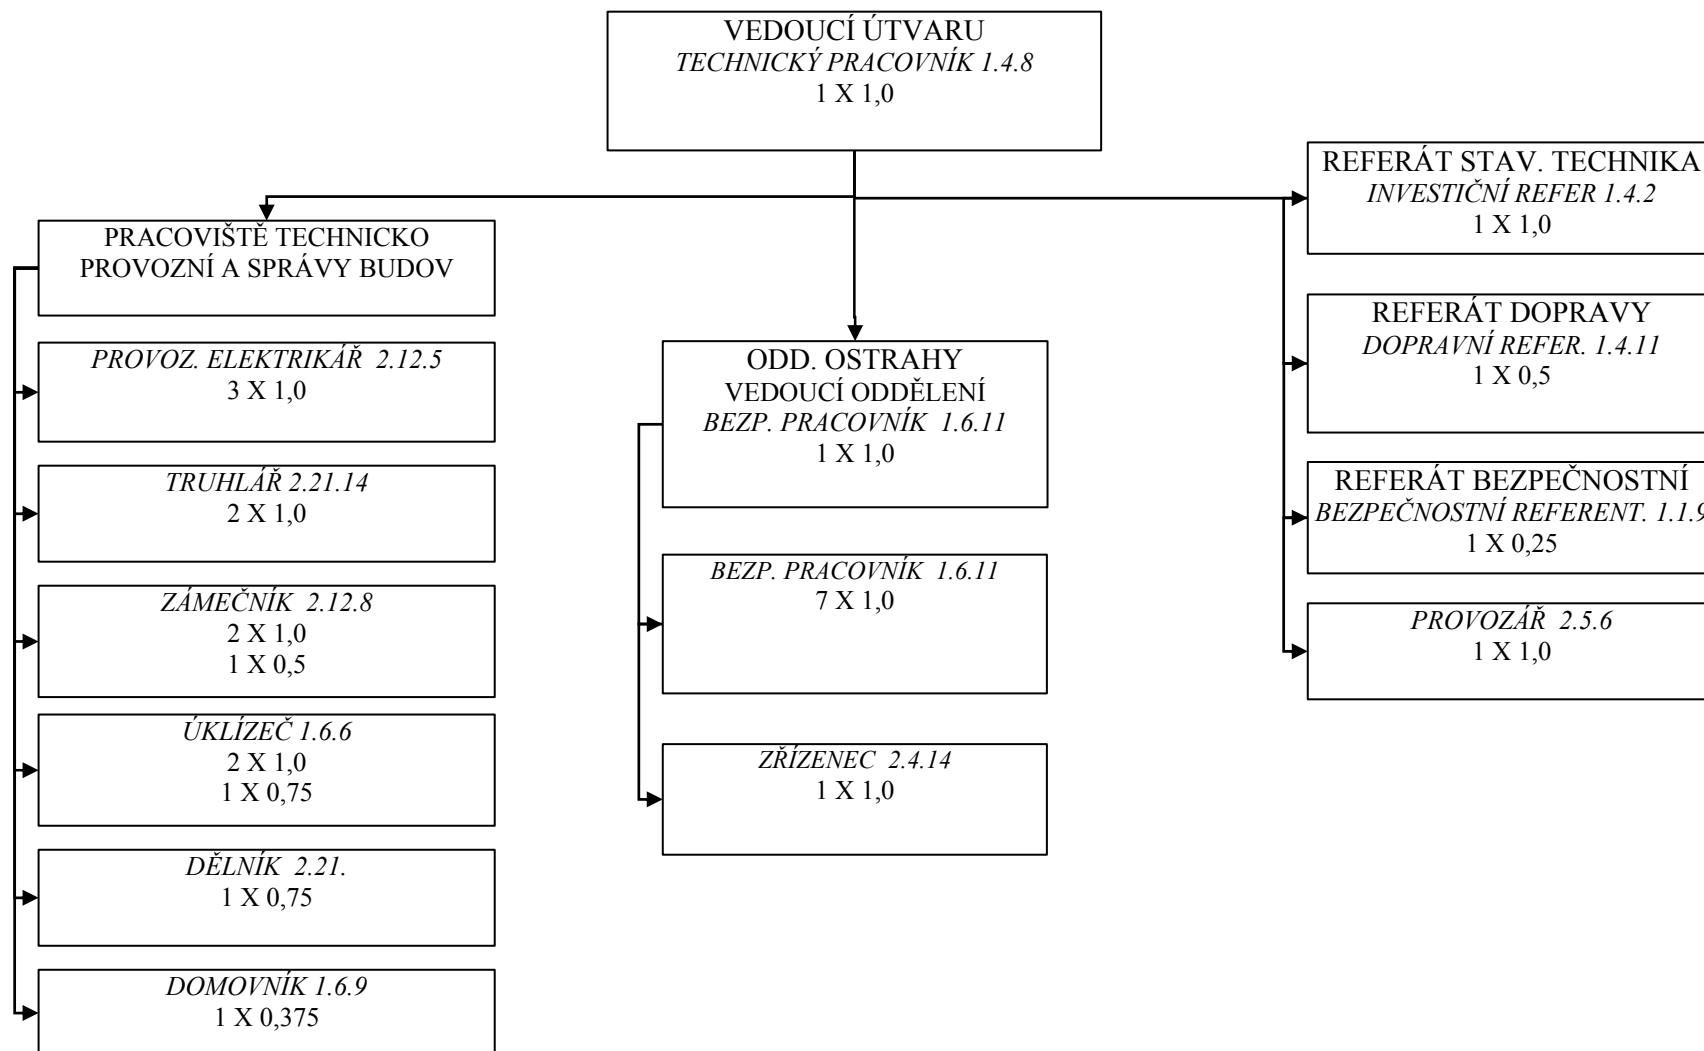 VEDOUCÍ ÚTVARU
TECHNICKÝ PRACOVNÍK 1.4.8
1 X 1,0
PRACOVIŠTĚ TECHNICKO
PROVOZNÍ A SPRÁVY BUDOV
PROVOZ. ELEKTRIKÁŘ 2.12.5
3 X 1,0
TRUHLÁŘ 2.21.14
2 X 1,0
ZÁMEČNÍK 2.12.8
2 X 1,0
1 X 0,5
ÚKLÍZEČ 1.6.6
2 X 1,0
1 X 0,75
DĚLNÍK 2.21.
1 X 0,75
DOMOVNÍK 1.6.9
1 X 0,375
ODD. OSTRAHY
VEDOUCÍ ODDĚLENÍ
BEZP. PRACOVNÍK 1.6.11
1 X 1,0
BEZP. PRACOVNÍK 1.6.11
7 X 1,0
ZŘÍZENEC 2.4.14
1 X 1,0
REFERÁT STAV. TECHNIKA
INVESTIČNÍ REFER 1.4.2
1 X 1,0
REFERÁT DOPRAVY
DOPRAVNÍ REFER. 1.4.11
1 X 0,5
REFERÁT BEZPEČNOSTNÍ
BEZPEČNOSTNÍ REFERENT. 1.1.9
1 X 0,25
PROVOZÁŘ 2.5.6
1 X 1,0